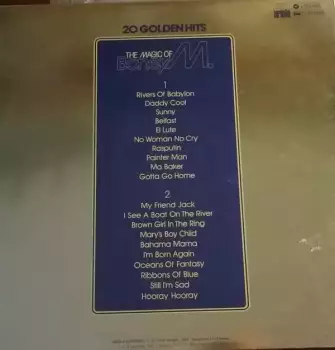 20 GOLDEN HITS
THE MAGIC OF
Boney M.
1
Rivers Of Babylon
Daddy Cool
Sunny
Belfast
El Lute
No Woman No Cry
Rasputin
Painter Man
Ma Baker
Gotta Go Home
2
My Friend Jack
I See A Boat On The River
Brown Girl In The Ring
Mary's Boy Child
Bahama Mama
I'm Born Again
Oceans Of Fantasy
Ribbons Of Blue
Still I'm Sad
Hooray Hooray